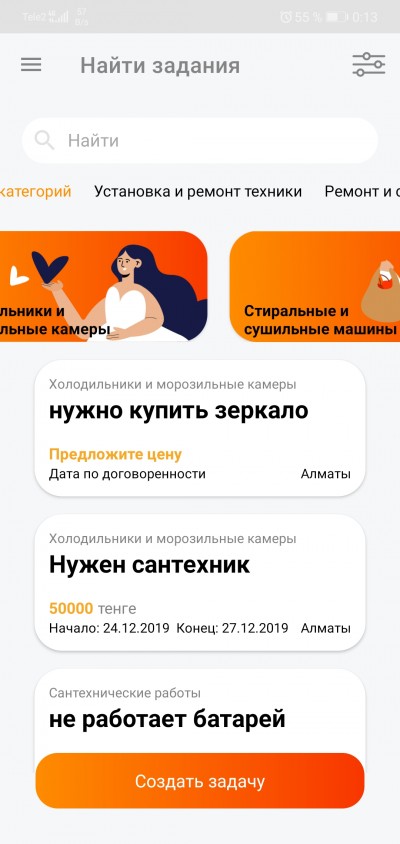 Tele2 4G 57 B/s 55 % 0:13
Найти задания
Найти
категорий Установка и ремонт техники Ремонт и с
льники и
льные камеры
Стиральные и
сушильные машины
Холодильники и морозильные камеры
нужно купить зеркало
Предложите цену
Дата по договоренности Алматы
Холодильники и морозильные камеры
Нужен сантехник
50000 тенге
Начало: 24.12.2019 Конец: 27.12.2019 Алматы
Сантехнические работы
не работает батарей
Создать задачу